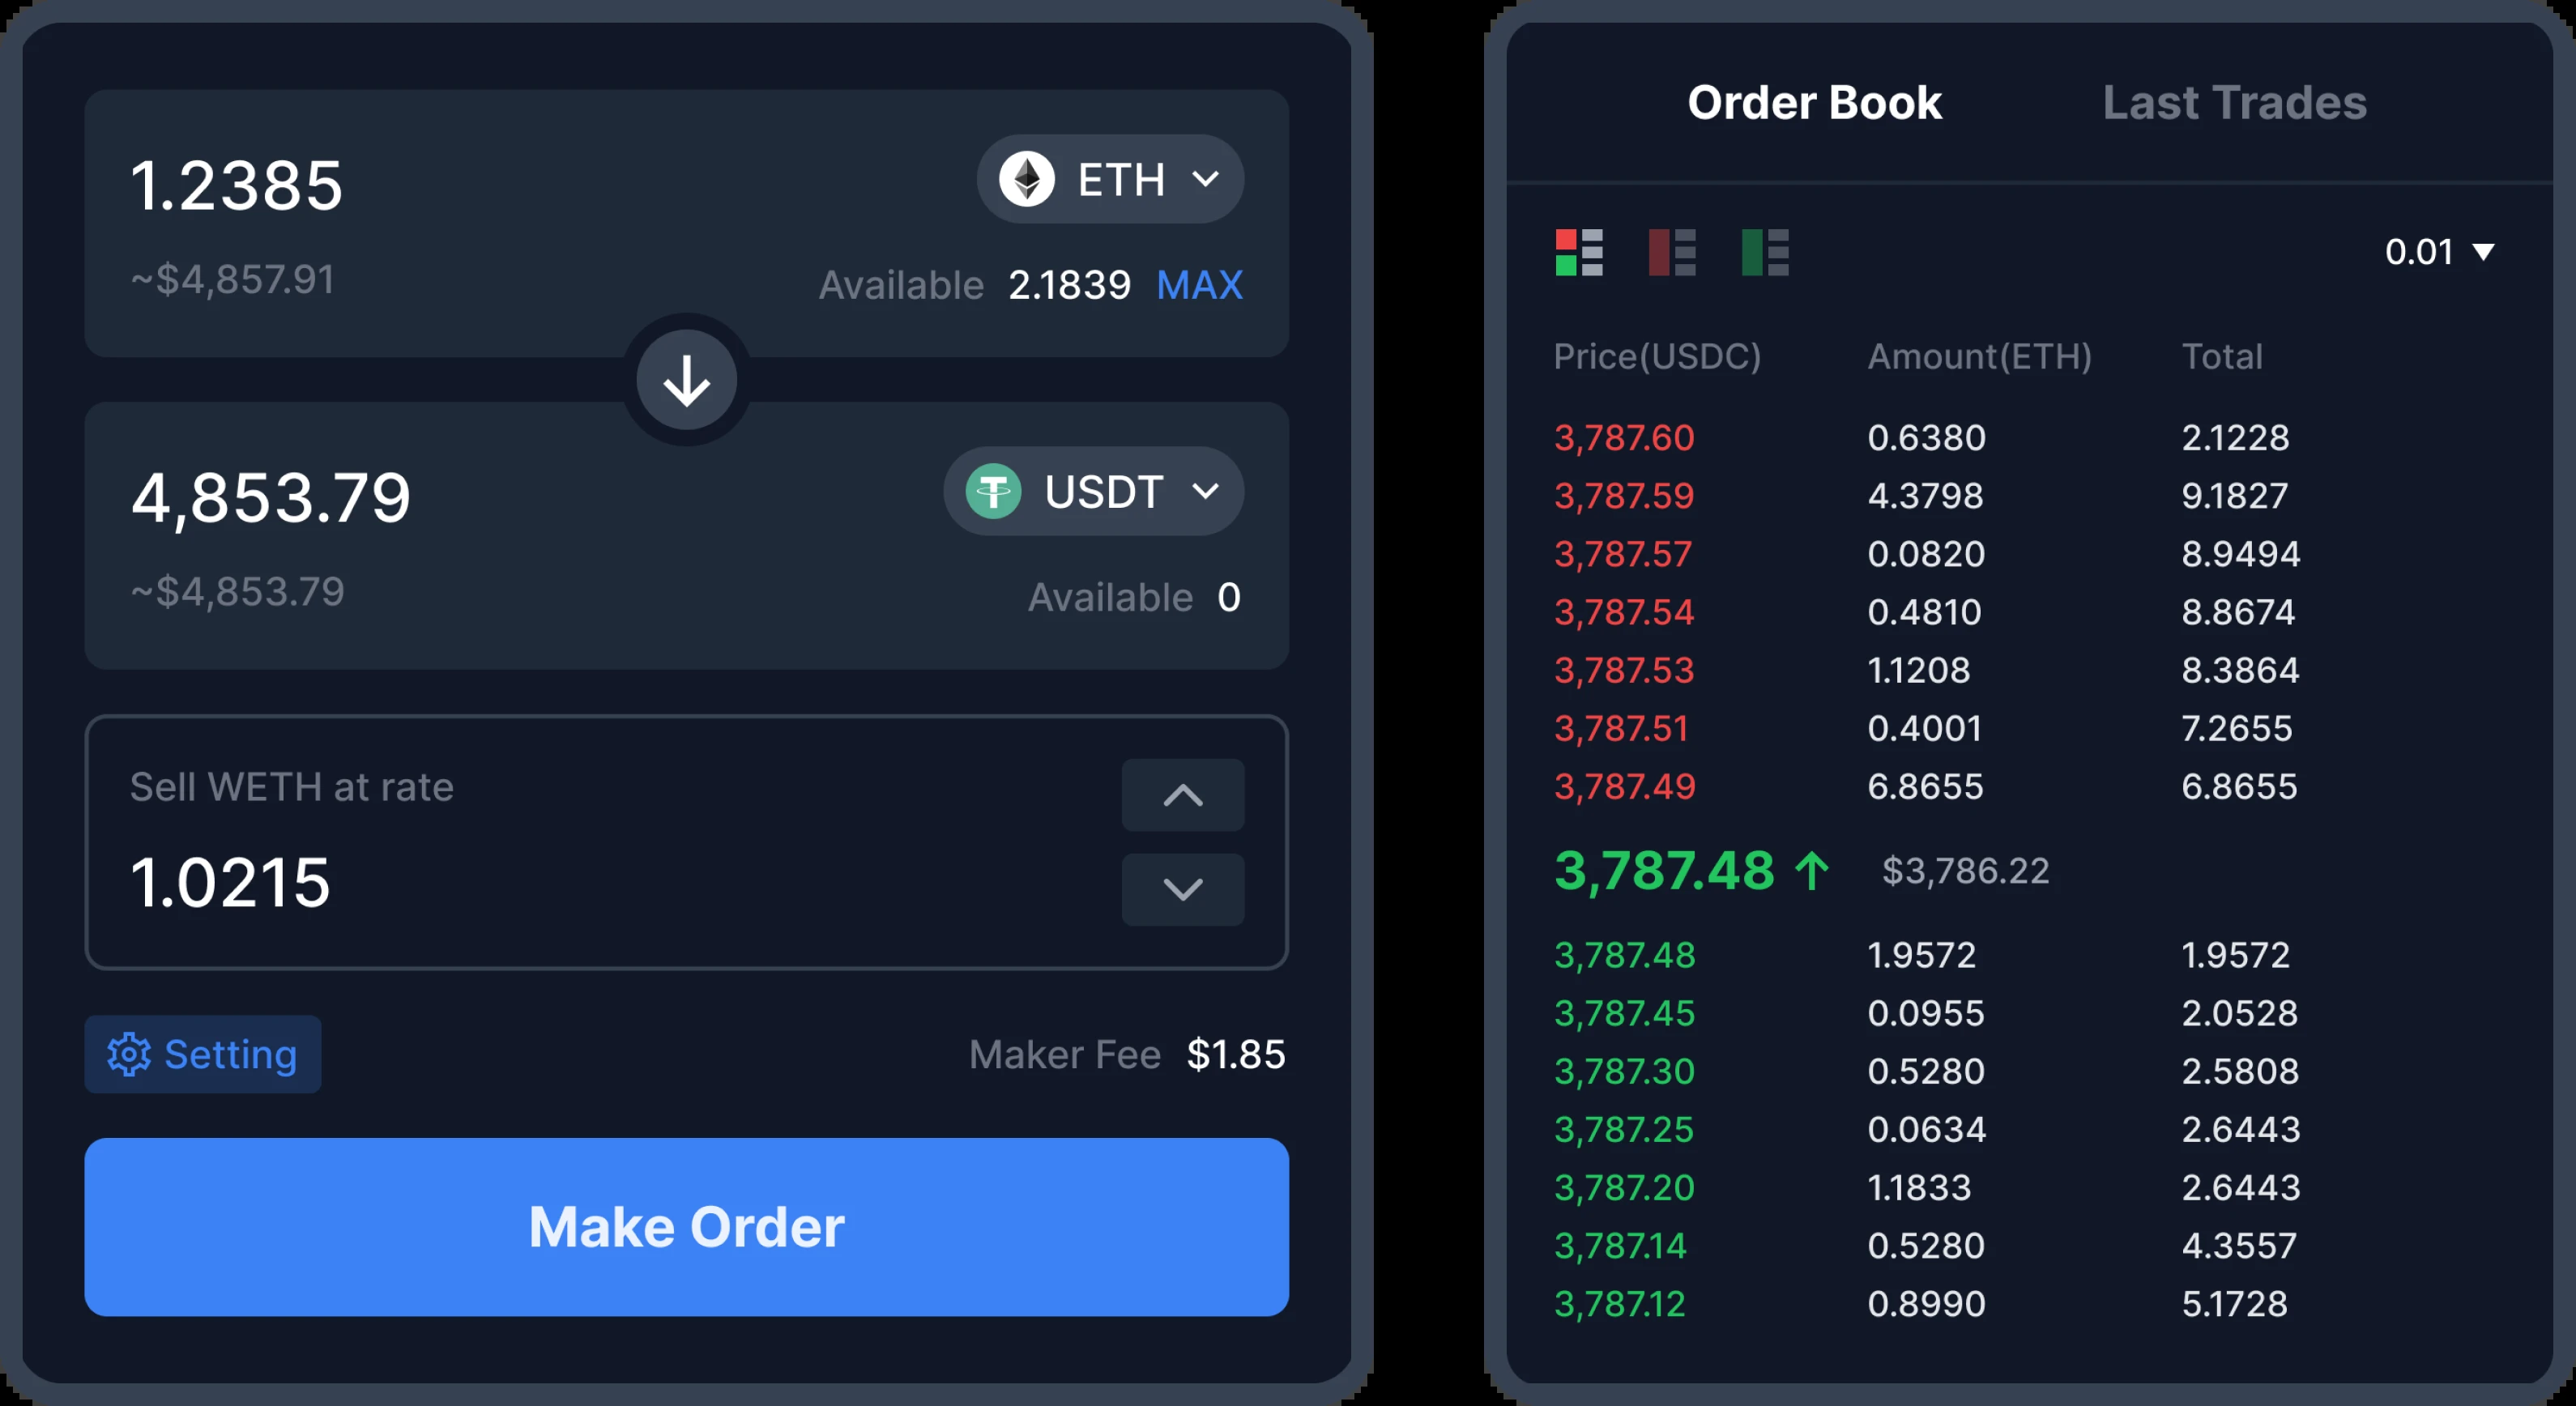 1.2385
ETH
~$4,857.91
Available 2.1839 MAX
4,853.79
USDT
~$4,853.79
Available 0
Sell WETH at rate
1.0215
Setting
Maker Fee $1.85
Make Order
Order Book Last Trades
0.01
Price(USDC) Amount(ETH) Total
3,787.60 0.6380 2.1228
3,787.59 4.3798 9.1827
3,787.57 0.0820 8.9494
3,787.54 0.4810 8.8674
3,787.53 1.1208 8.3864
3,787.51 0.4001 7.2655
3,787.49 6.8655 6.8655
3,787.48 ↑ $3,786.22
3,787.48 1.9572 1.9572
3,787.45 0.0955 2.0528
3,787.30 0.5280 2.5808
3,787.25 0.0634 2.6443
3,787.20 1.1833 2.6443
3,787.14 0.5280 4.3557
3,787.12 0.8990 5.1728